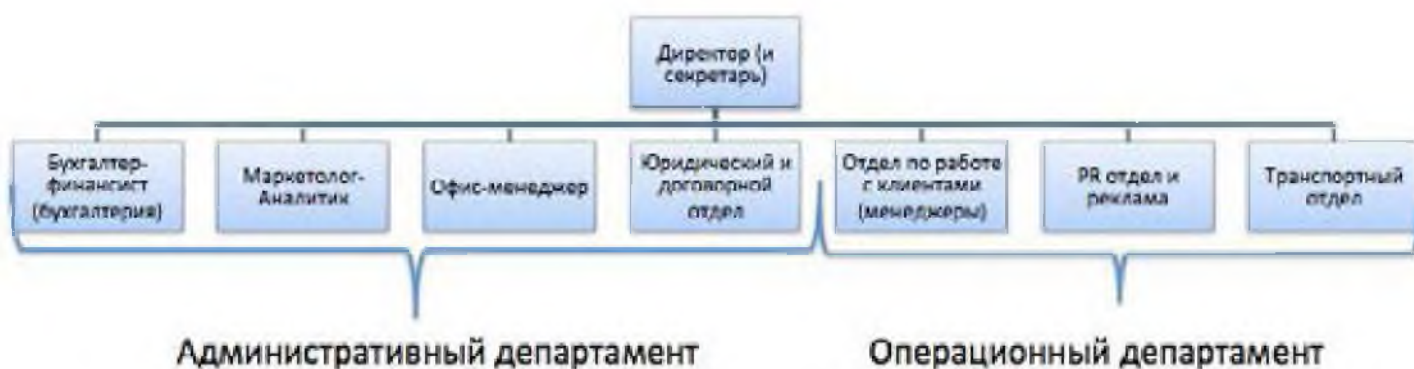 Директор (и
секретарь)
Бухгалтер-
финансист
(бухгалтерия)
Маркетолог-
Аналитик
Офис-менеджер
Юридический и
договорной
отдел
Отдел по работе
с клиентами
(менеджеры)
PR отдел и
реклама
Транспортный
отдел
Административный департамент
Операционный департамент